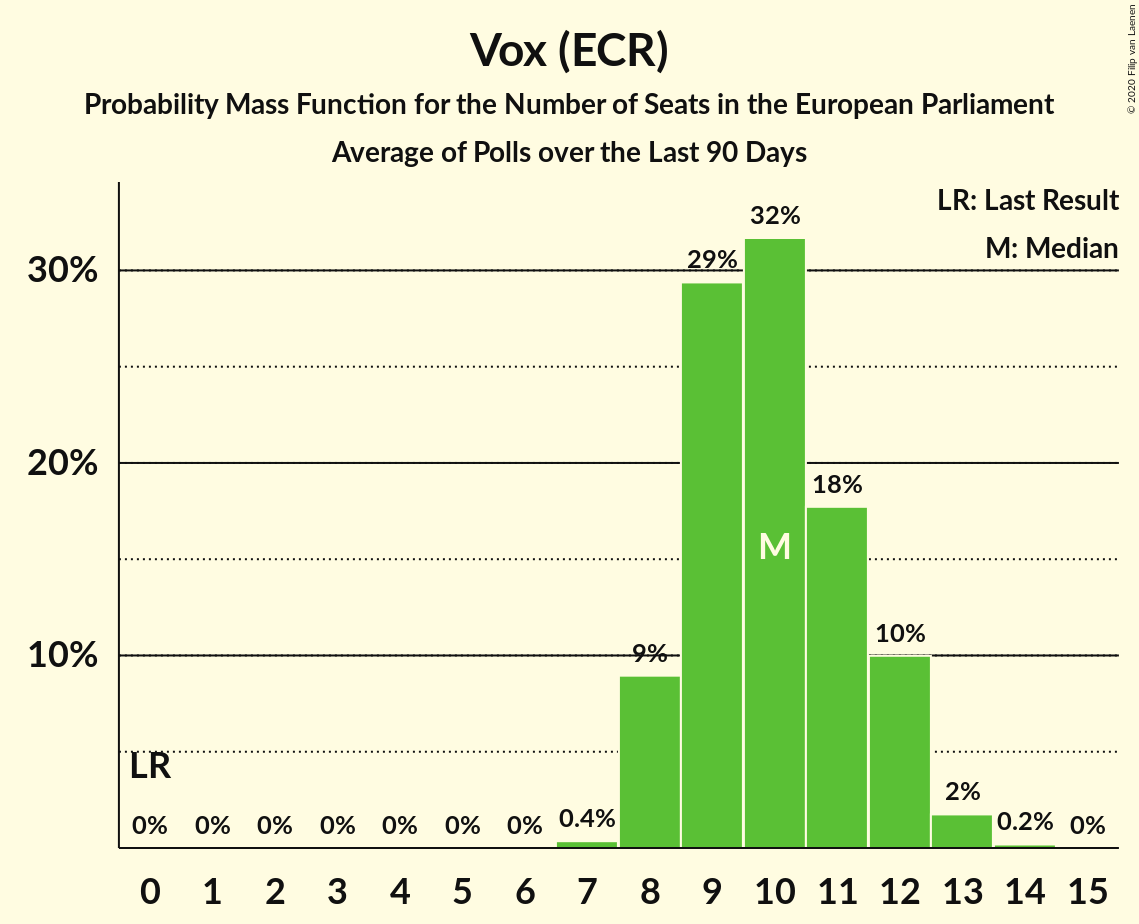 Vox (ECR)
Probability Mass Function for the Number of Seats in the European Parliament
Average of Polls over the Last 90 Days
© 2020 Filip van Laenen
LR: Last Result
M: Median
30%
20%
10%
LR
M
0% 0% 0% 0% 0% 0% 0% 0.4% 9% 29% 32% 18% 10% 2% 0.2% 0%
0 1 2 3 4 5 6 7 8 9 10 11 12 13 14 15